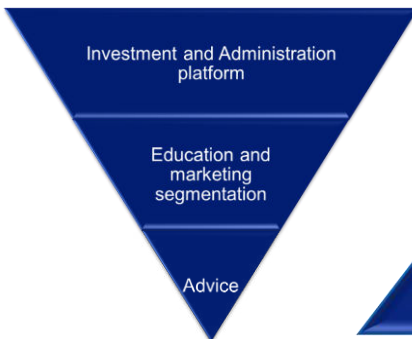 Investment and Administration
platform
Education and
marketing
segmentation
Advice